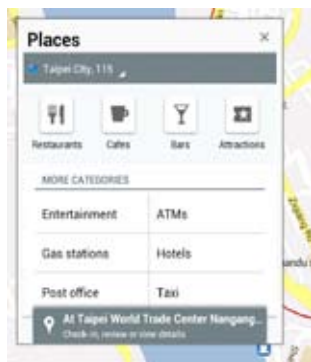 Places
Taipei City, 115
Restaurants Cafes Bars Attractions
MORE CATEGORIES
Entertainment ATMs
Gas stations Hotels
Post office Taxi
At Taipei World Trade Center Nangang...
Check-in, review or view details